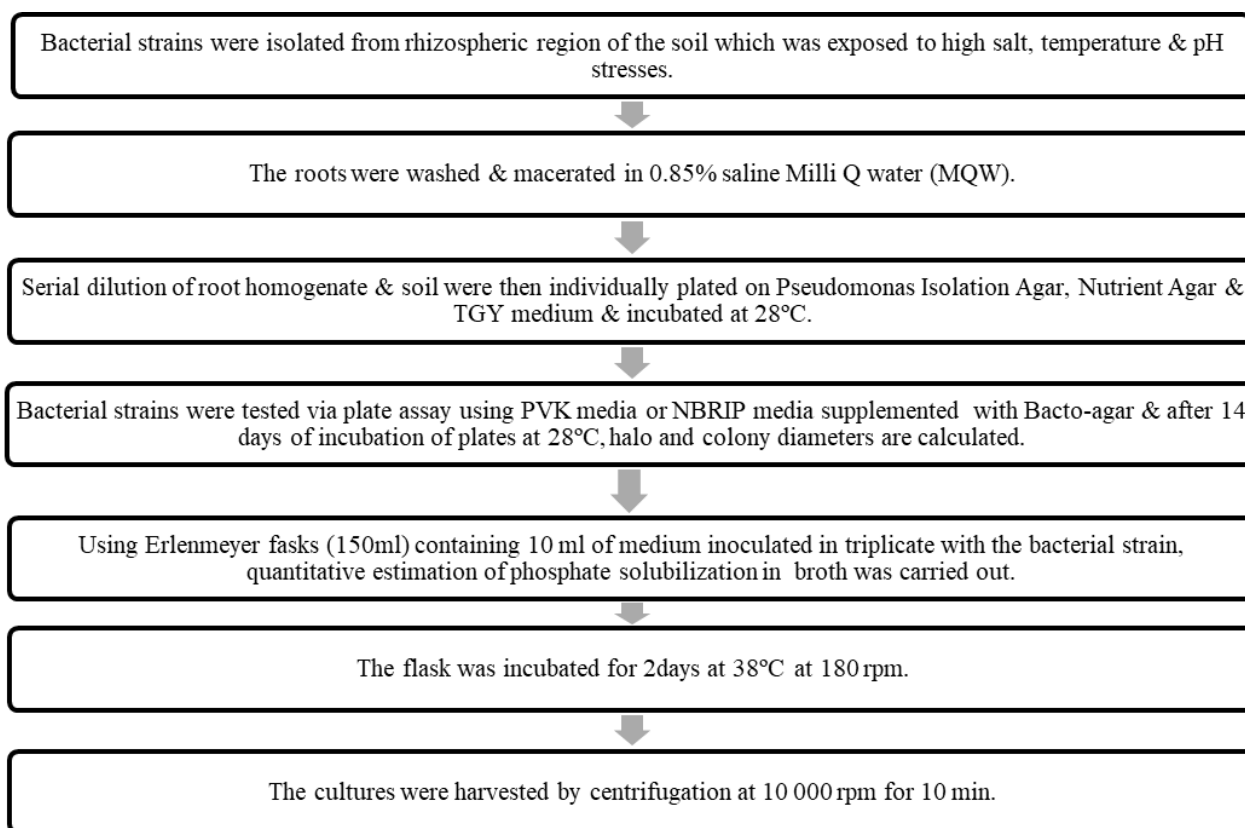 Bacterial strains were isolated from rhizospheric region of the soil which was exposed to high salt, temperature & pH
stresses.
The roots were washed & macerated in 0.85% saline Milli Q water (MQW).
Serial dilution of root homogenate & soil were then individually plated on Pseudomonas Isolation Agar, Nutrient Agar &
TGY medium & incubated at 28ºC.
Bacterial strains were tested via plate assay using PVK media or NBRIP media supplemented with Bacto-agar & after 14
days of incubation of plates at 28ºC, halo and colony diameters are calculated.
Using Erlenmeyer fasks (150ml) containing 10 ml of medium inoculated in triplicate with the bacterial strain,
quantitative estimation of phosphate solubilization in broth was carried out.
The flask was incubated for 2days at 38ºC at 180 rpm.
The cultures were harvested by centrifugation at 10 000 rpm for 10 min.